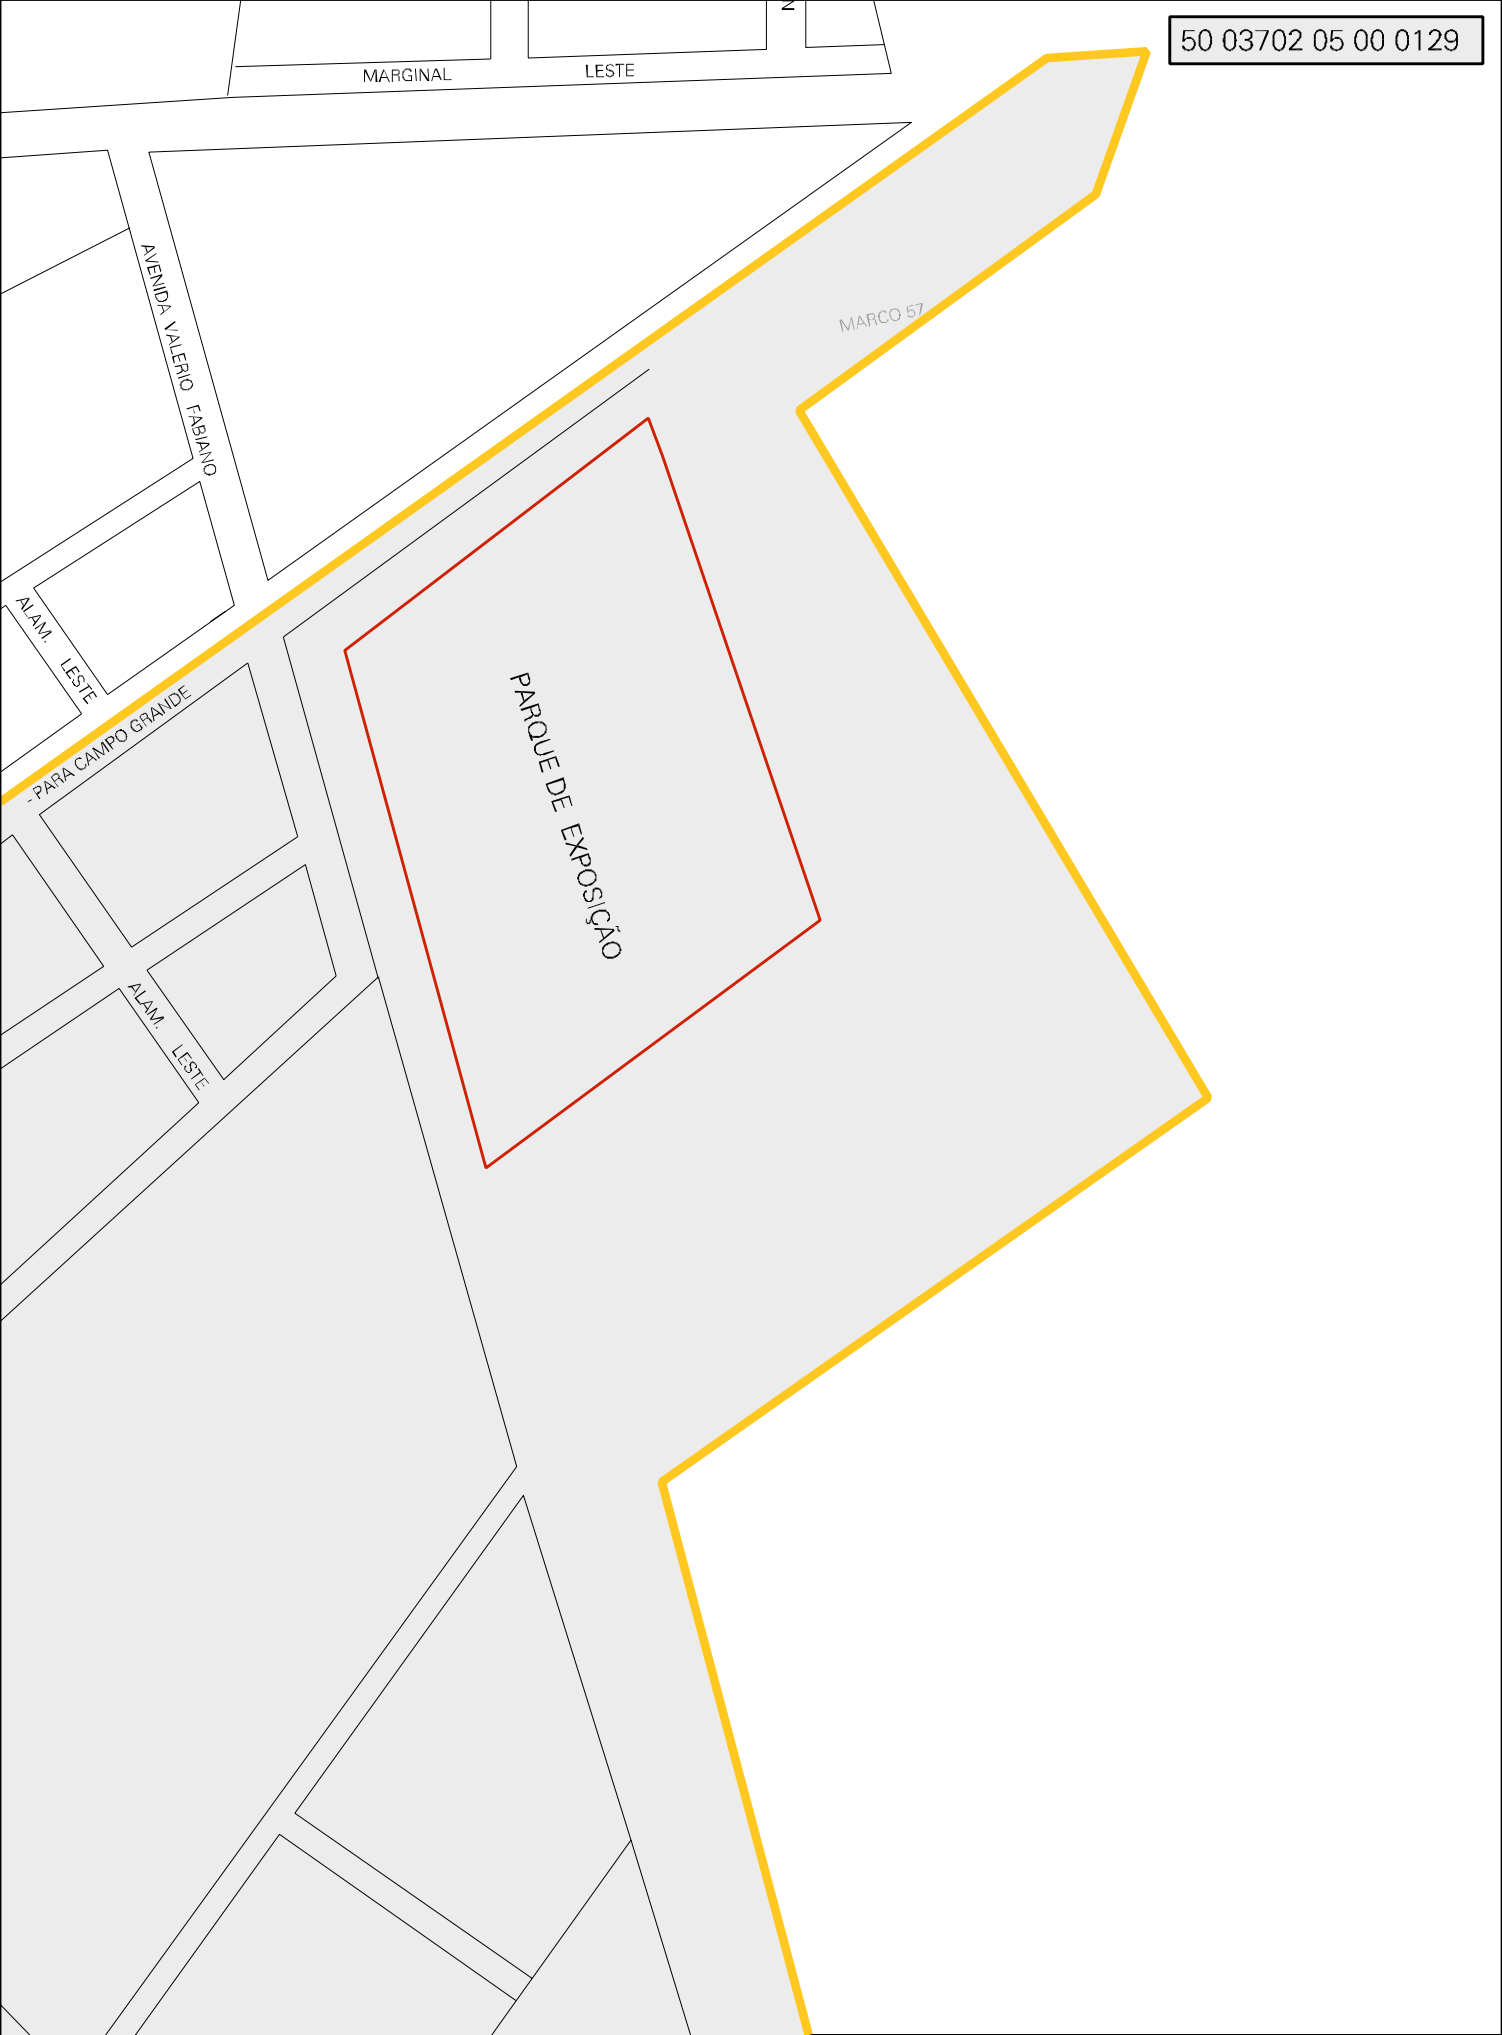 N
50 03702 05 00 0129
MARGINAL LESTE
AVENIDA VALERIO FABIANO
MARCO 57
ALAM. LESTE
- PARA CAMPO GRANDE
PARQUE DE EXPOSIÇÃO
ALAM. LESTE